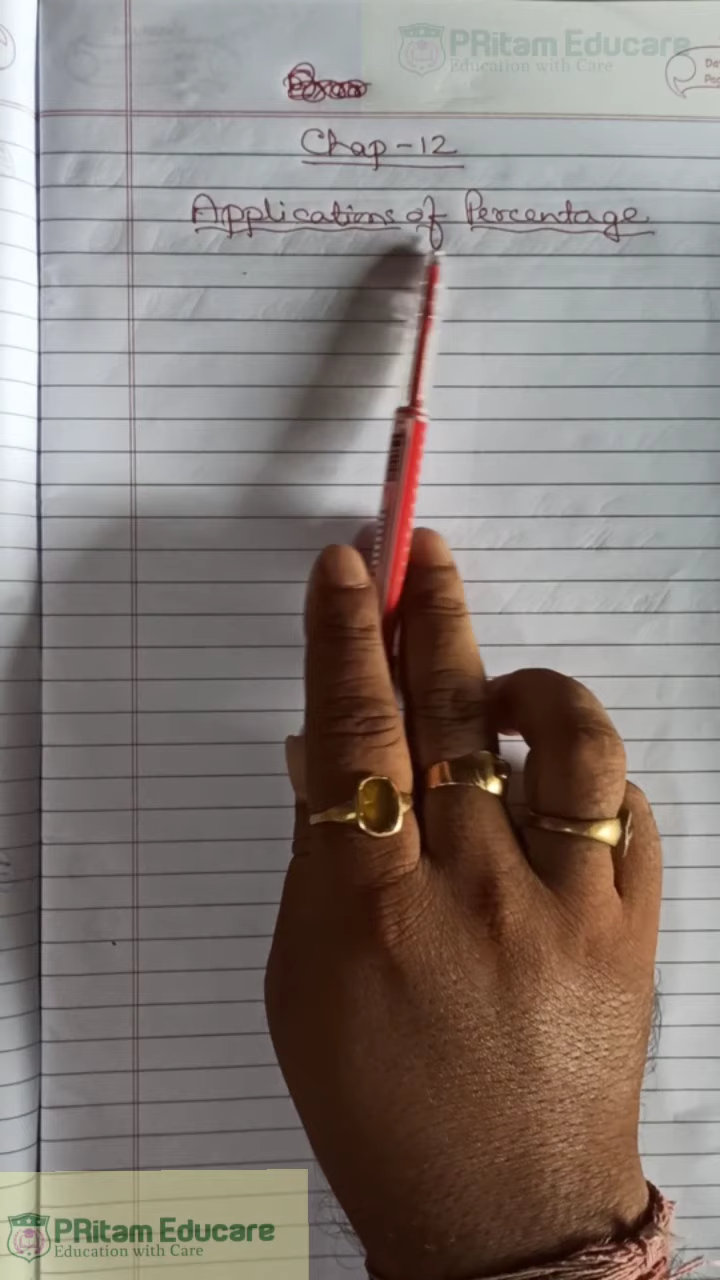 PRitam Educare
Education with Care
Chap-12
Applications of Percentage
PRitam Educare
Education with Care